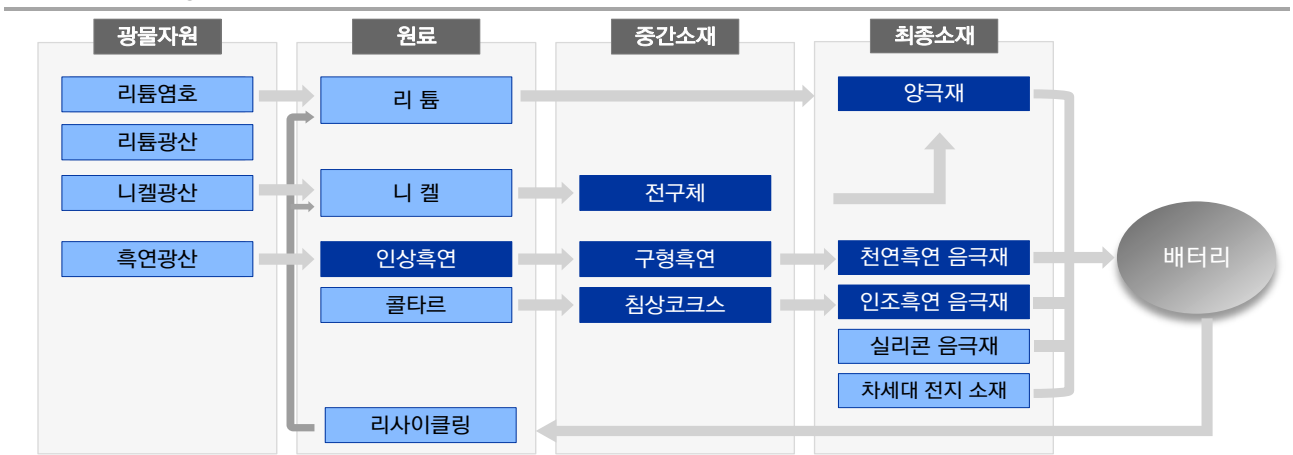 광물자원
원료
중간소재
최종소재
리튬염호
리 튬
양극재
리튬광산
니켈광산
니 켈
전구체
흑연광산
인상흑연
구형흑연
천연흑연 음극재
배터리
콜타르
침상코크스
인조흑연 음극재
실리콘 음극재
차세대 전지 소재
리사이클링